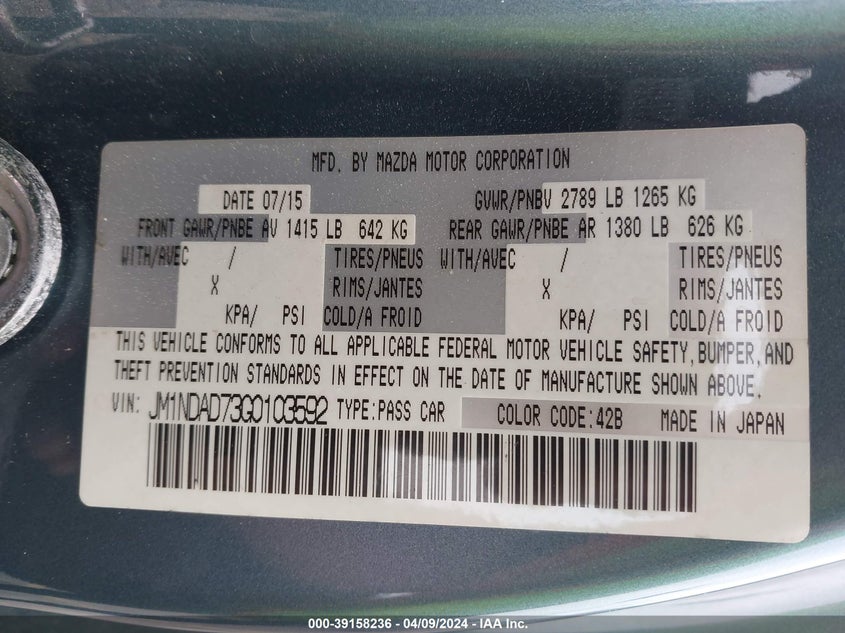 MFD. BY MAZDA MOTOR CORPORATION
DATE 07/15 GVWR/PNBV 2789 LB 1265 KG
FRONT GAWR/PNBE AV 1415 LB 642 KG REAR GAWR/PNBE AR 1380 LB 626 KG
WITH/AVEC / TIRES/PNEUS WITH/AVEC / TIRES/PNEUS
X RIMS/JANTES X RIMS/JANTES
KPA/ PSI COLD/A FROID KPA/ PSI COLD/A FROID
THIS VEHICLE CONFORMS TO ALL APPLICABLE FEDERAL MOTOR VEHICLE SAFETY, BUMPER, AND
THEFT PREVENTION STANDARDS IN EFFECT ON THE DATE OF MANUFACTURE SHOWN ABOVE.
VIN: JM1NDAD73G0103592 TYPE:PASS CAR COLOR CODE:42B MADE IN JAPAN
000-39158236 - 04/09/2024 - IAA Inc.